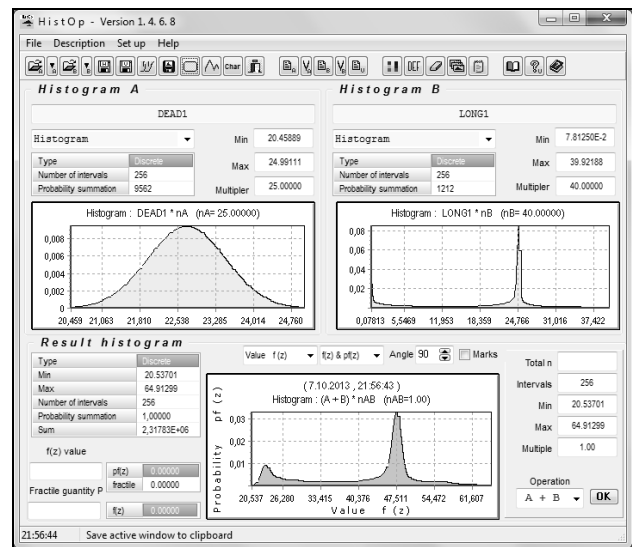 HistOp - Version 1.4.6.8
File Description Set up Help
Char
DEF
Histogram A
DEAD1
Histogram
Min 20.45889
Type Discrete
Max 24.99111
Number of intervals 256
Probability summation 9562
Multipler 25.00000
Histogram : DEAD1 * nA (nA= 25.00000)
0,008
0,006
0,004
0,002
0
20,459 21,063 21,810 22,538 23,285 24,014 24,760
Histogram B
LONG1
Histogram
Min 7.81250E-2
Type Discrete
Max 39.92188
Number of intervals 256
Probability summation 1212
Multipler 40.00000
Histogram : LONG1 * nB (nB= 40.00000)
0,08
0,06
0,04
0,02
0,07813 5,5469 11,953 18,359 24,766 31,016 37,422
Result histogram
Type Discrete
Min 20.53701
Max 64.91299
Number of intervals 256
Probability summation 1,00000
Sum 2,31783E+06
f(z) value
pf(z) 0.00000
Fractile guantity P
fractile 0.00000
f(z) 0.00000
Value f(z) f(z) & pf(z) Angle 90 Marks
(7.10.2013 , 21:56:43 )
Histogram : (A + B) * nAB (nAB=1.00)
Probability pf(z)
0,03
0,02
0,01
20,537 26,280 33,415 40,376 47,511 54,472 61,607
Value f(z)
Total n
Intervals 256
Min 20.53701
Max 64.91299
Multiple 1.00
Operation
A + B OK
21:56:44 Save active window to clipboard